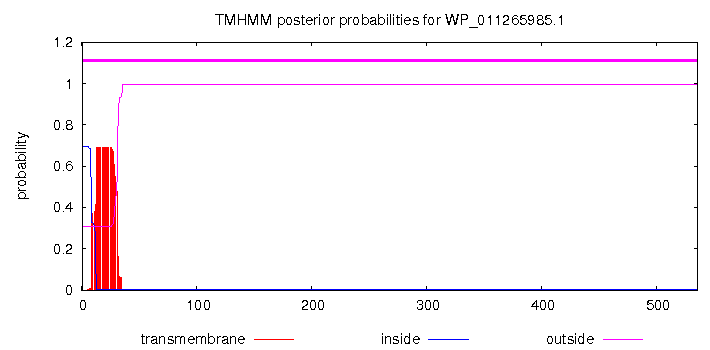 TMHMM posterior probabilities for WP_011265985.1
1.2
1
0.8
0.6
0.4
0.2
0
probability
0 100 200 300 400 500
transmembrane inside outside